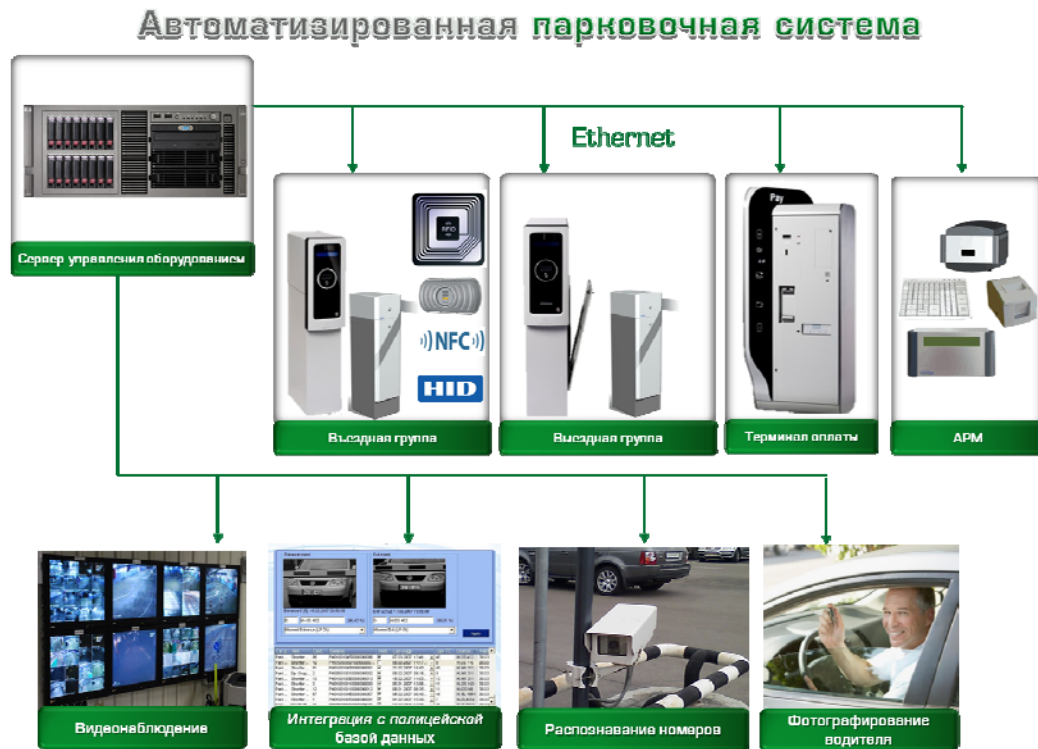 Автоматизированная парковочная система
Ethernet
Сервер управления оборудованием
RFID
NFC
HID
Pay
Въездная группа
Выездная группа
Терминал оплаты
АРМ
Видеонаблюдение
Интеграция с полицейской
базой данных
Распознавание номеров
Фотографирование
водителя